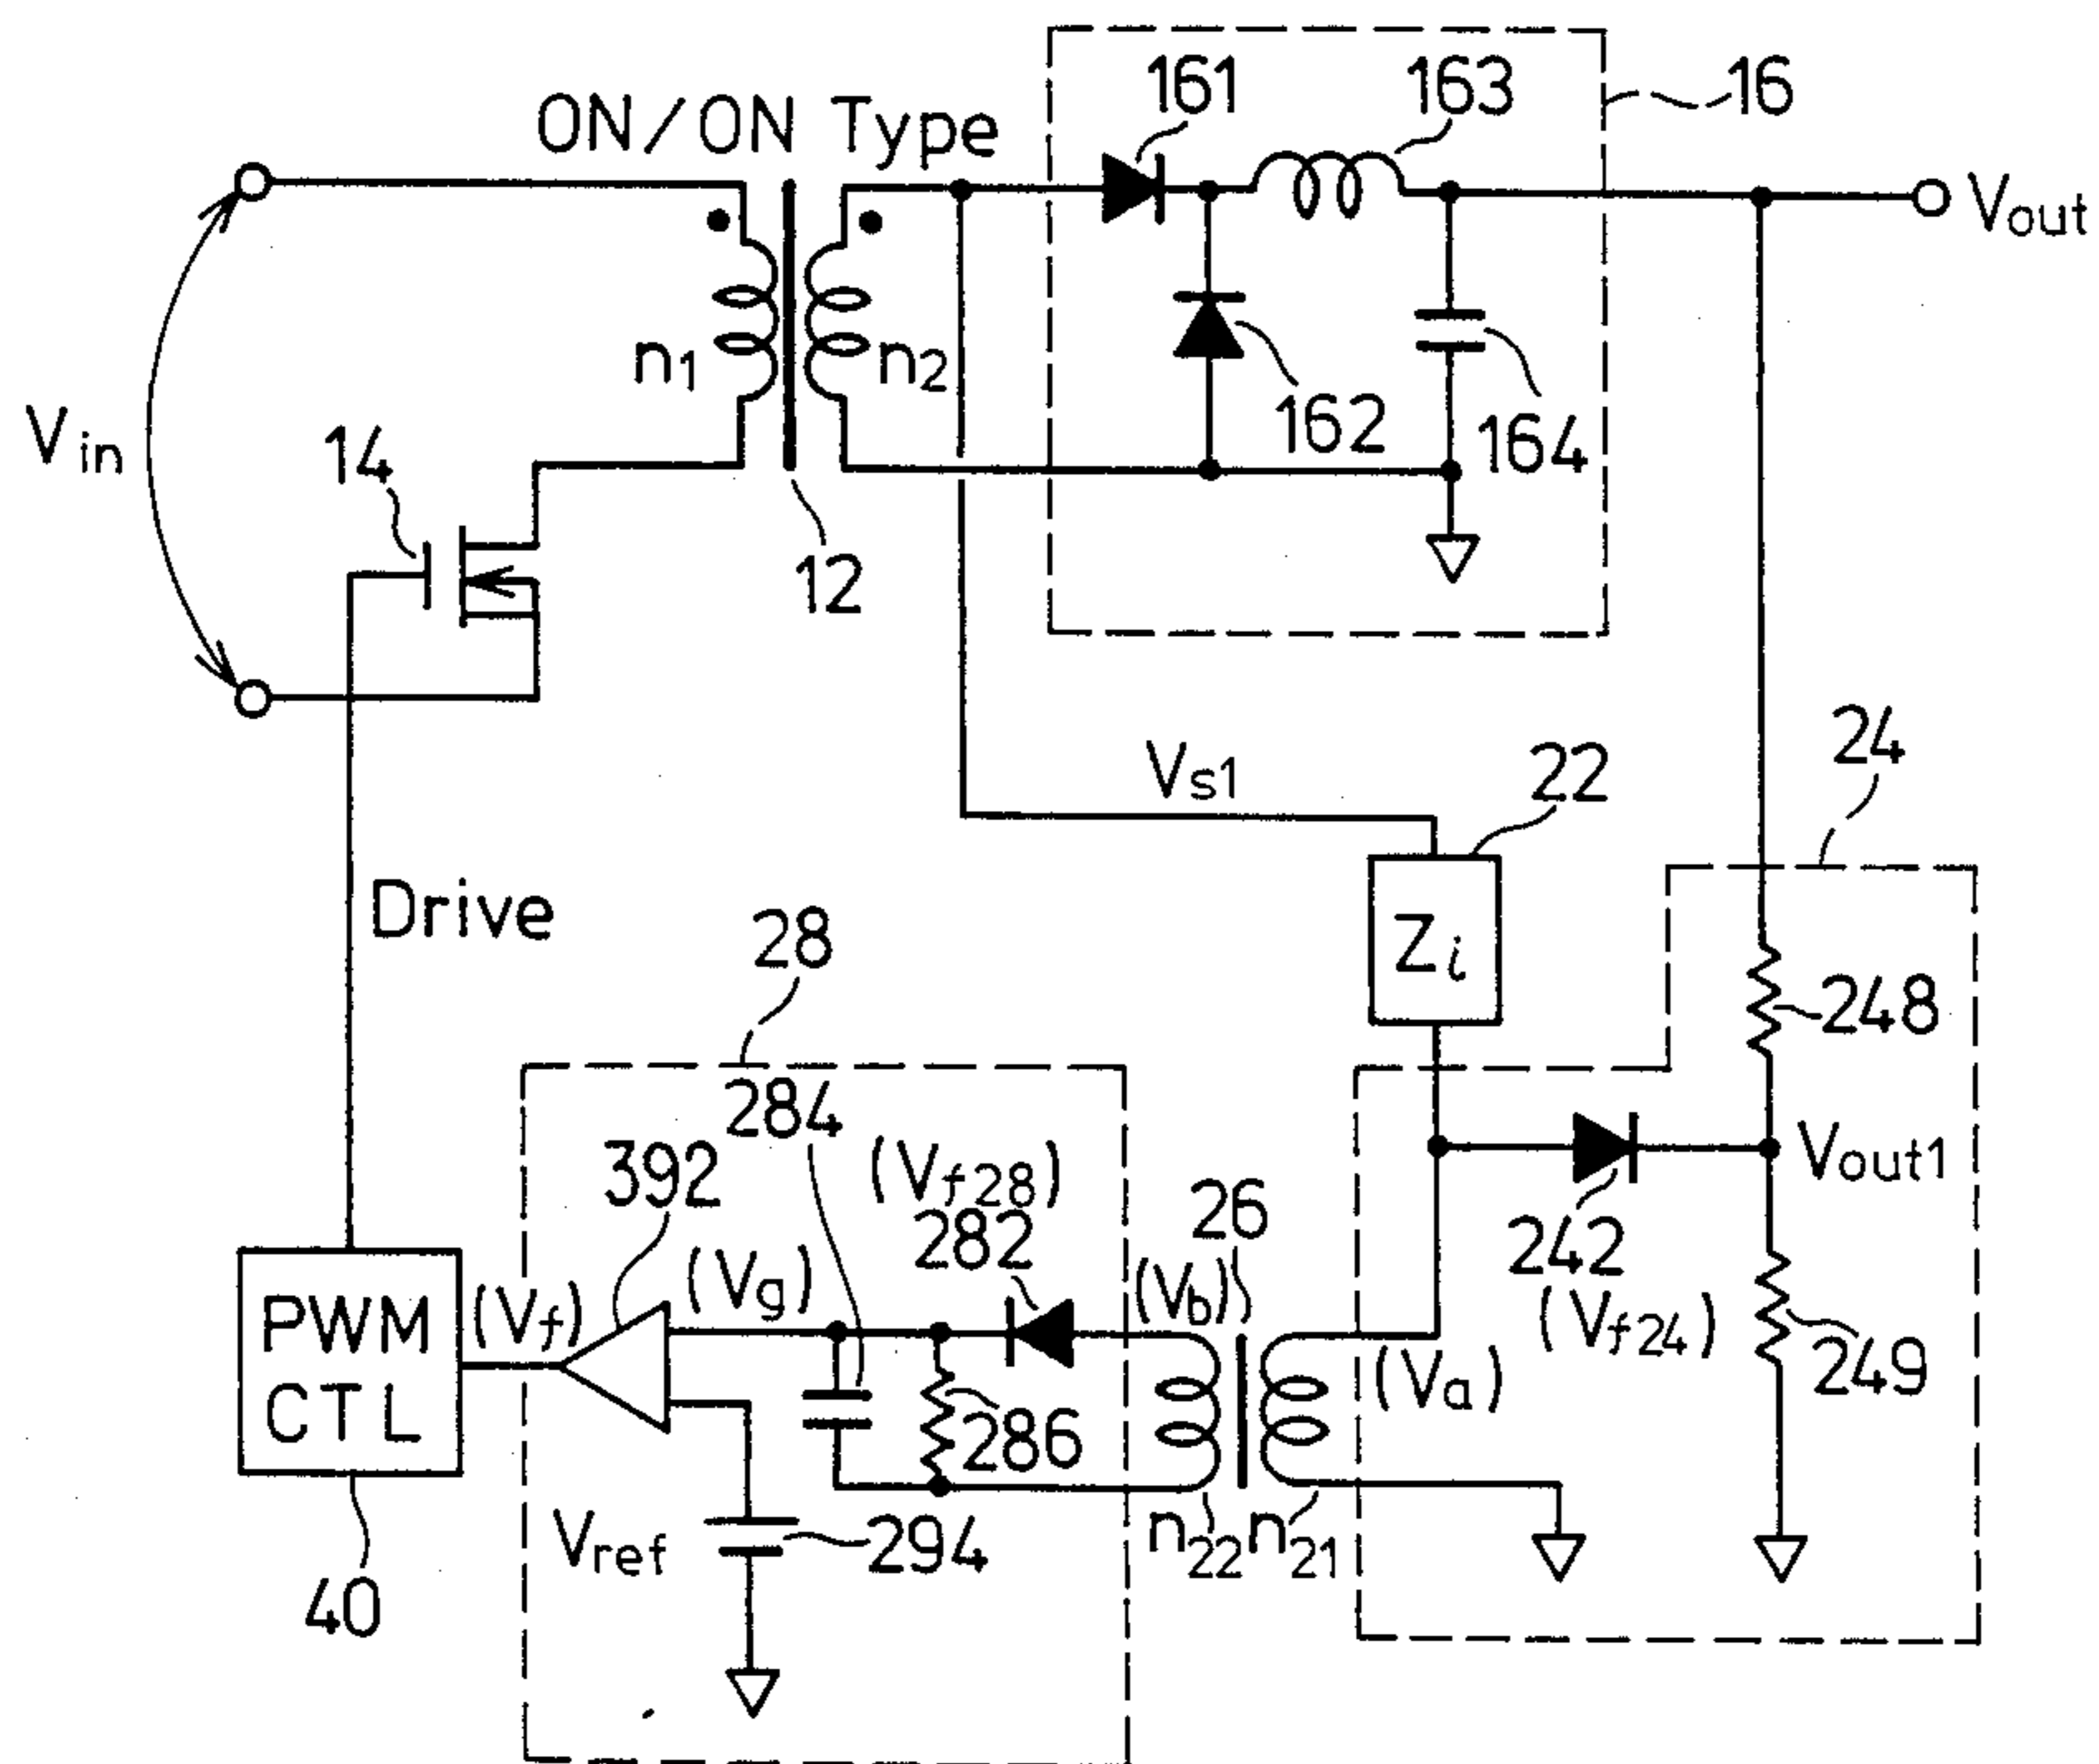 161
163
16
ON/ON Type
Vout
n1
n2
162
164
Vin
14
12
Vs1
22
24
Drive
Zi
28
248
284
392
(Vf28)
282
26
Vout1
242
(Vf24)
(Vg)
(Vb)
PWM
CTL
(Vf)
(Va)
249
286
Vref
294
n22
n21
40